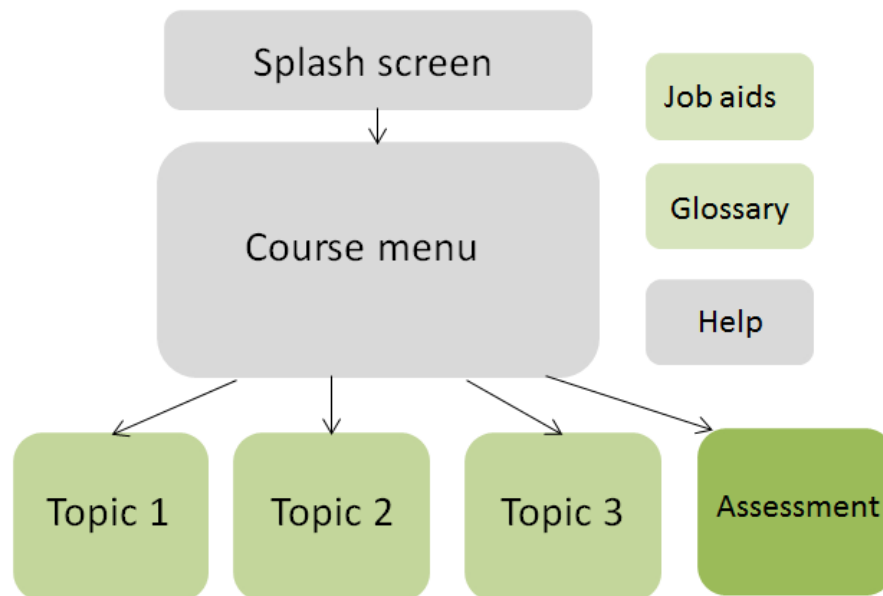 Splash screen
Job aids
Course menu
Glossary
Help
Topic 1
Topic 2
Topic 3
Assessment